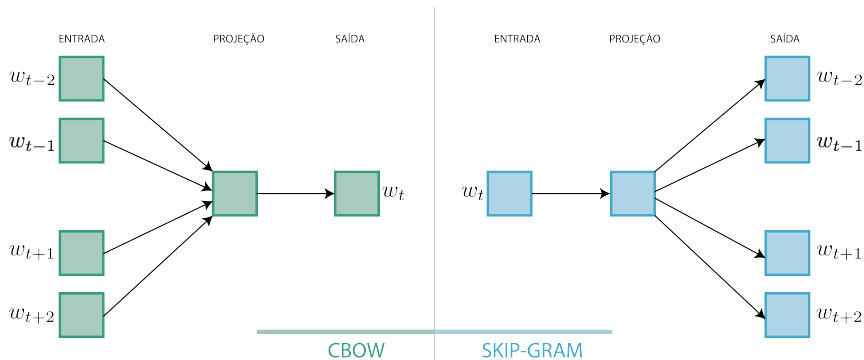 ENTRADA PROJEÇÃO SAÍDA
w_{t-2}
w_{t-1}
w_t
w_{t+1}
w_{t+2}
CBOW
ENTRADA PROJEÇÃO SAÍDA
w_{t-2}
w_{t-1}
w_t
w_{t+1}
w_{t+2}
SKIP-GRAM